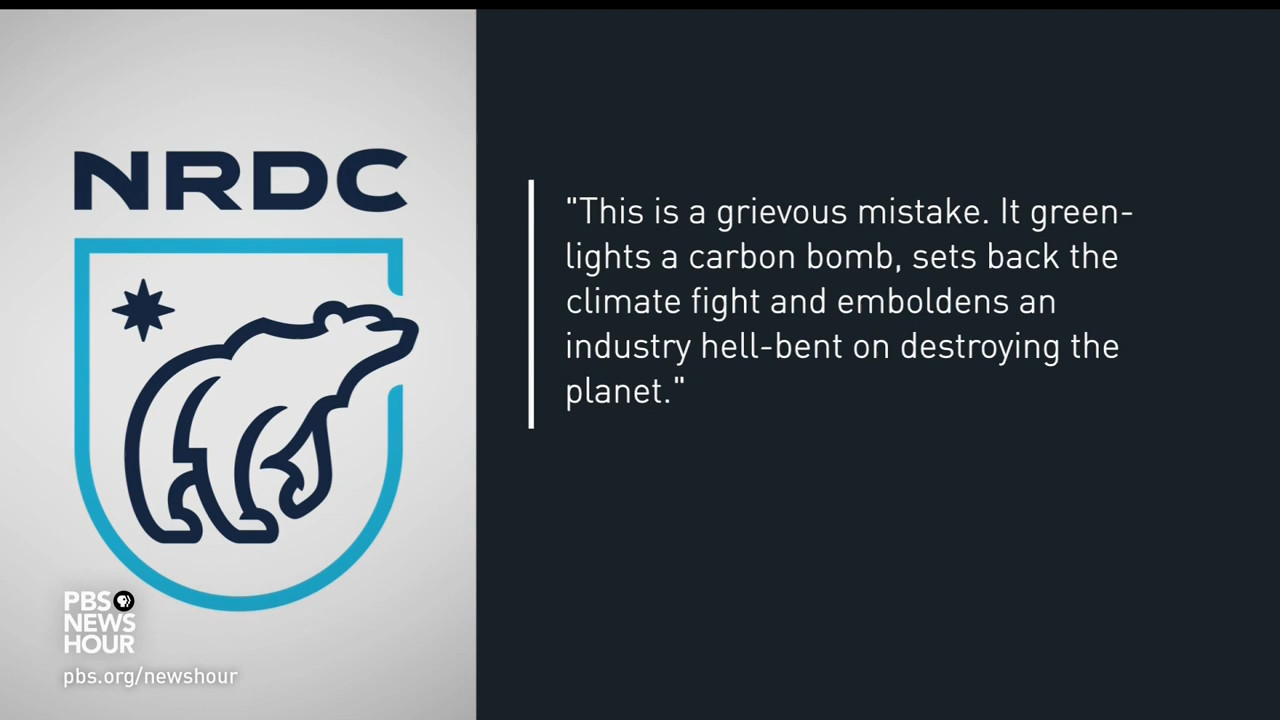 NRDC
"This is a grievous mistake. It green-
lights a carbon bomb, sets back the
climate fight and emboldens an
industry hell-bent on destroying the
planet."
PBS
NEWS
HOUR
pbs.org/newshour